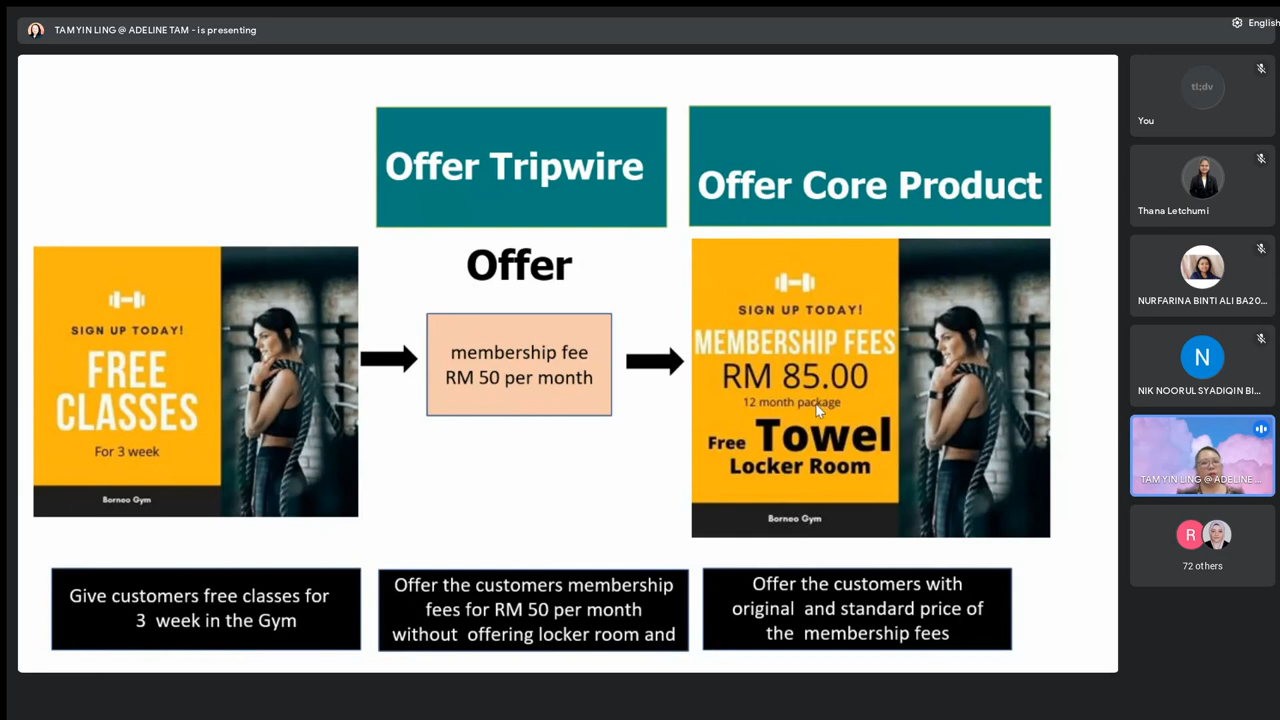 TAM YIN LING @ ADELINE TAM - is presenting
English
Offer Tripwire
Offer Core Product
SIGN UP TODAY!
FREE
CLASSES
For 3 week
Borneo Gym
Offer
membership fee
RM 50 per month
SIGN UP TODAY!
MEMBERSHIP FEES
RM 85.00
12 month package
Free Towel
Locker Room
Borneo Gym
Give customers free classes for
3 week in the Gym
Offer the customers membership
fees for RM 50 per month
without offering locker room and
Offer the customers with
original and standard price of
the membership fees
tl;dv
You
Thana Letchumi
NURFARINA BINTI ALI BA20...
N
NIK NOORUL SYADIQIN BI...
TAM YIN LING @ ADELINE ...
R
72 others